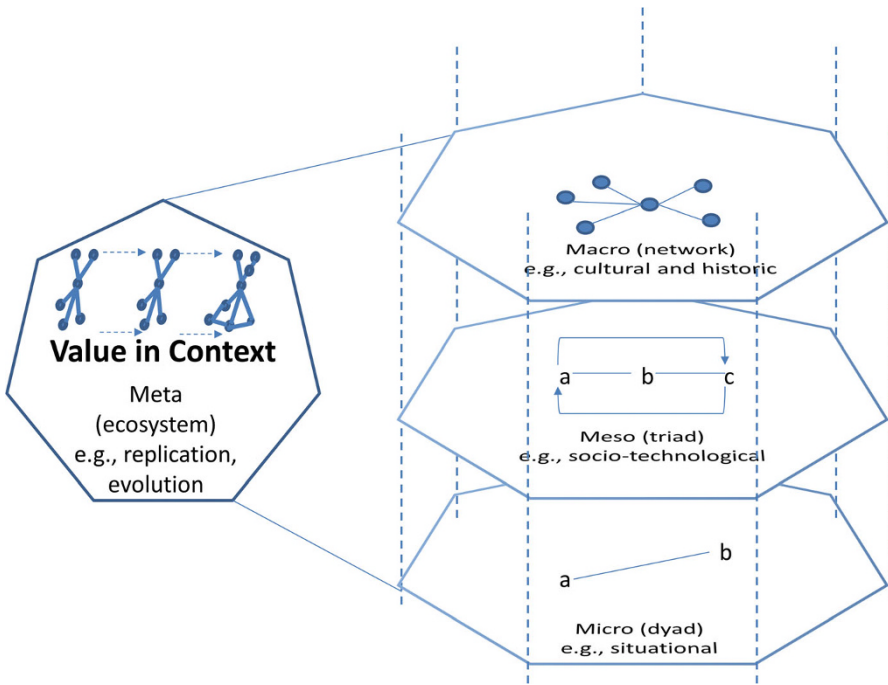 Value in Context
Meta
(ecosystem)
e.g., replication,
evolution
Macro (network)
e.g., cultural and historic
a b c
Meso (triad)
e.g., socio-technological
b
a
Micro (dyad)
e.g., situational